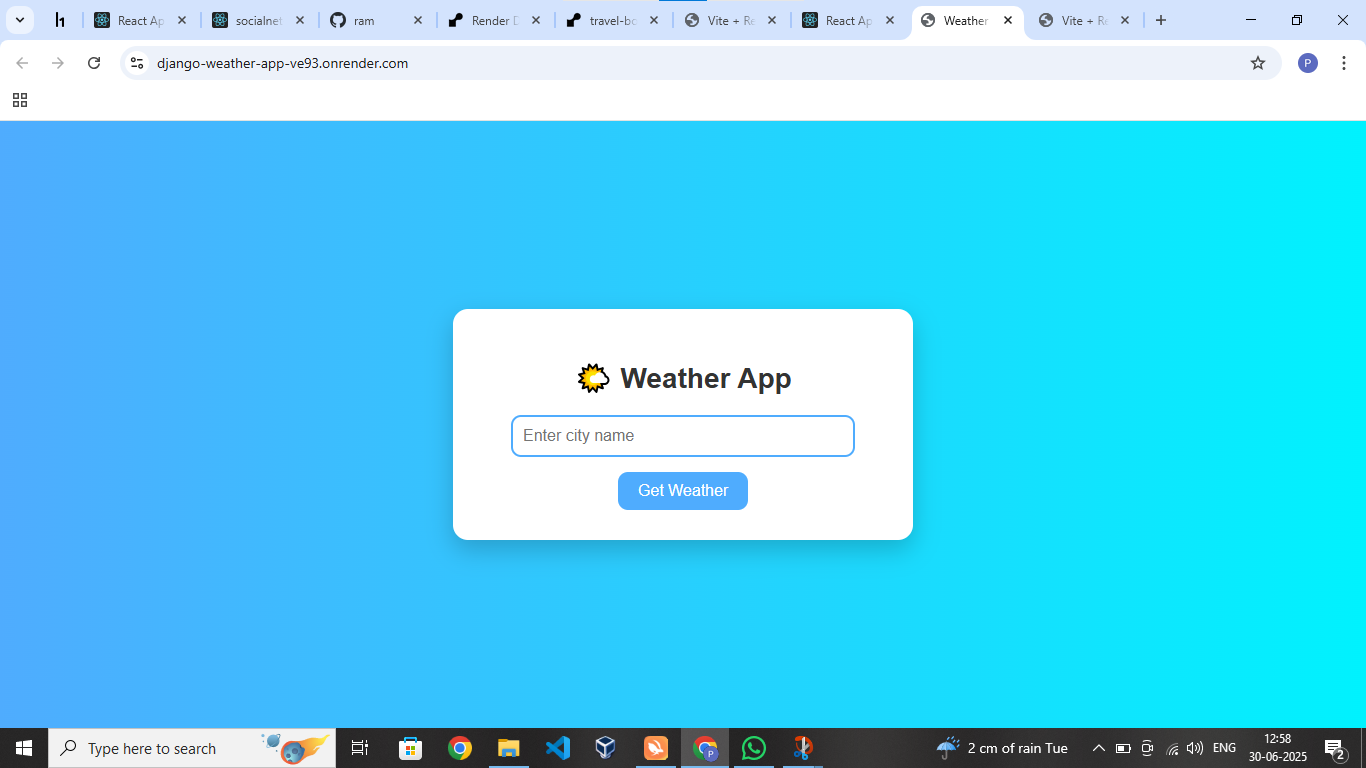 React Ap
socialnet
ram
Render D
travel-bo
Vite + Re
React Ap
Weather
Vite + Re
django-weather-app-ve93.onrender.com
P
Weather App
Enter city name
Get Weather
Type here to search
P
2 cm of rain Tue
ENG
12:58
30-06-2025
2